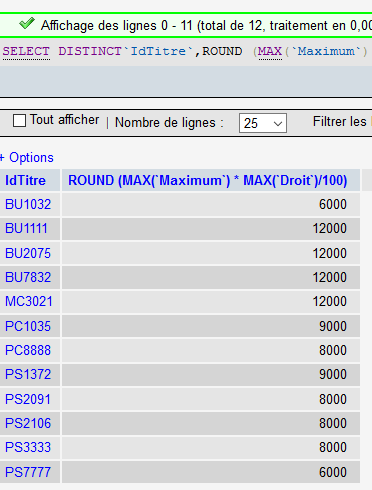 Affichage des lignes 0 - 11 (total de 12, traitement en 0,00
SELECT DISTINCT`IdTitre`,ROUND (MAX(`Maximum`)
Tout afficher | Nombre de lignes : 25 Filtrer les
+ Options
IdTitre ROUND (MAX(`Maximum`) * MAX(`Droit`)/100)
BU1032 6000
BU1111 12000
BU2075 12000
BU7832 12000
MC3021 12000
PC1035 9000
PC8888 8000
PS1372 9000
PS2091 8000
PS2106 8000
PS3333 8000
PS7777 6000